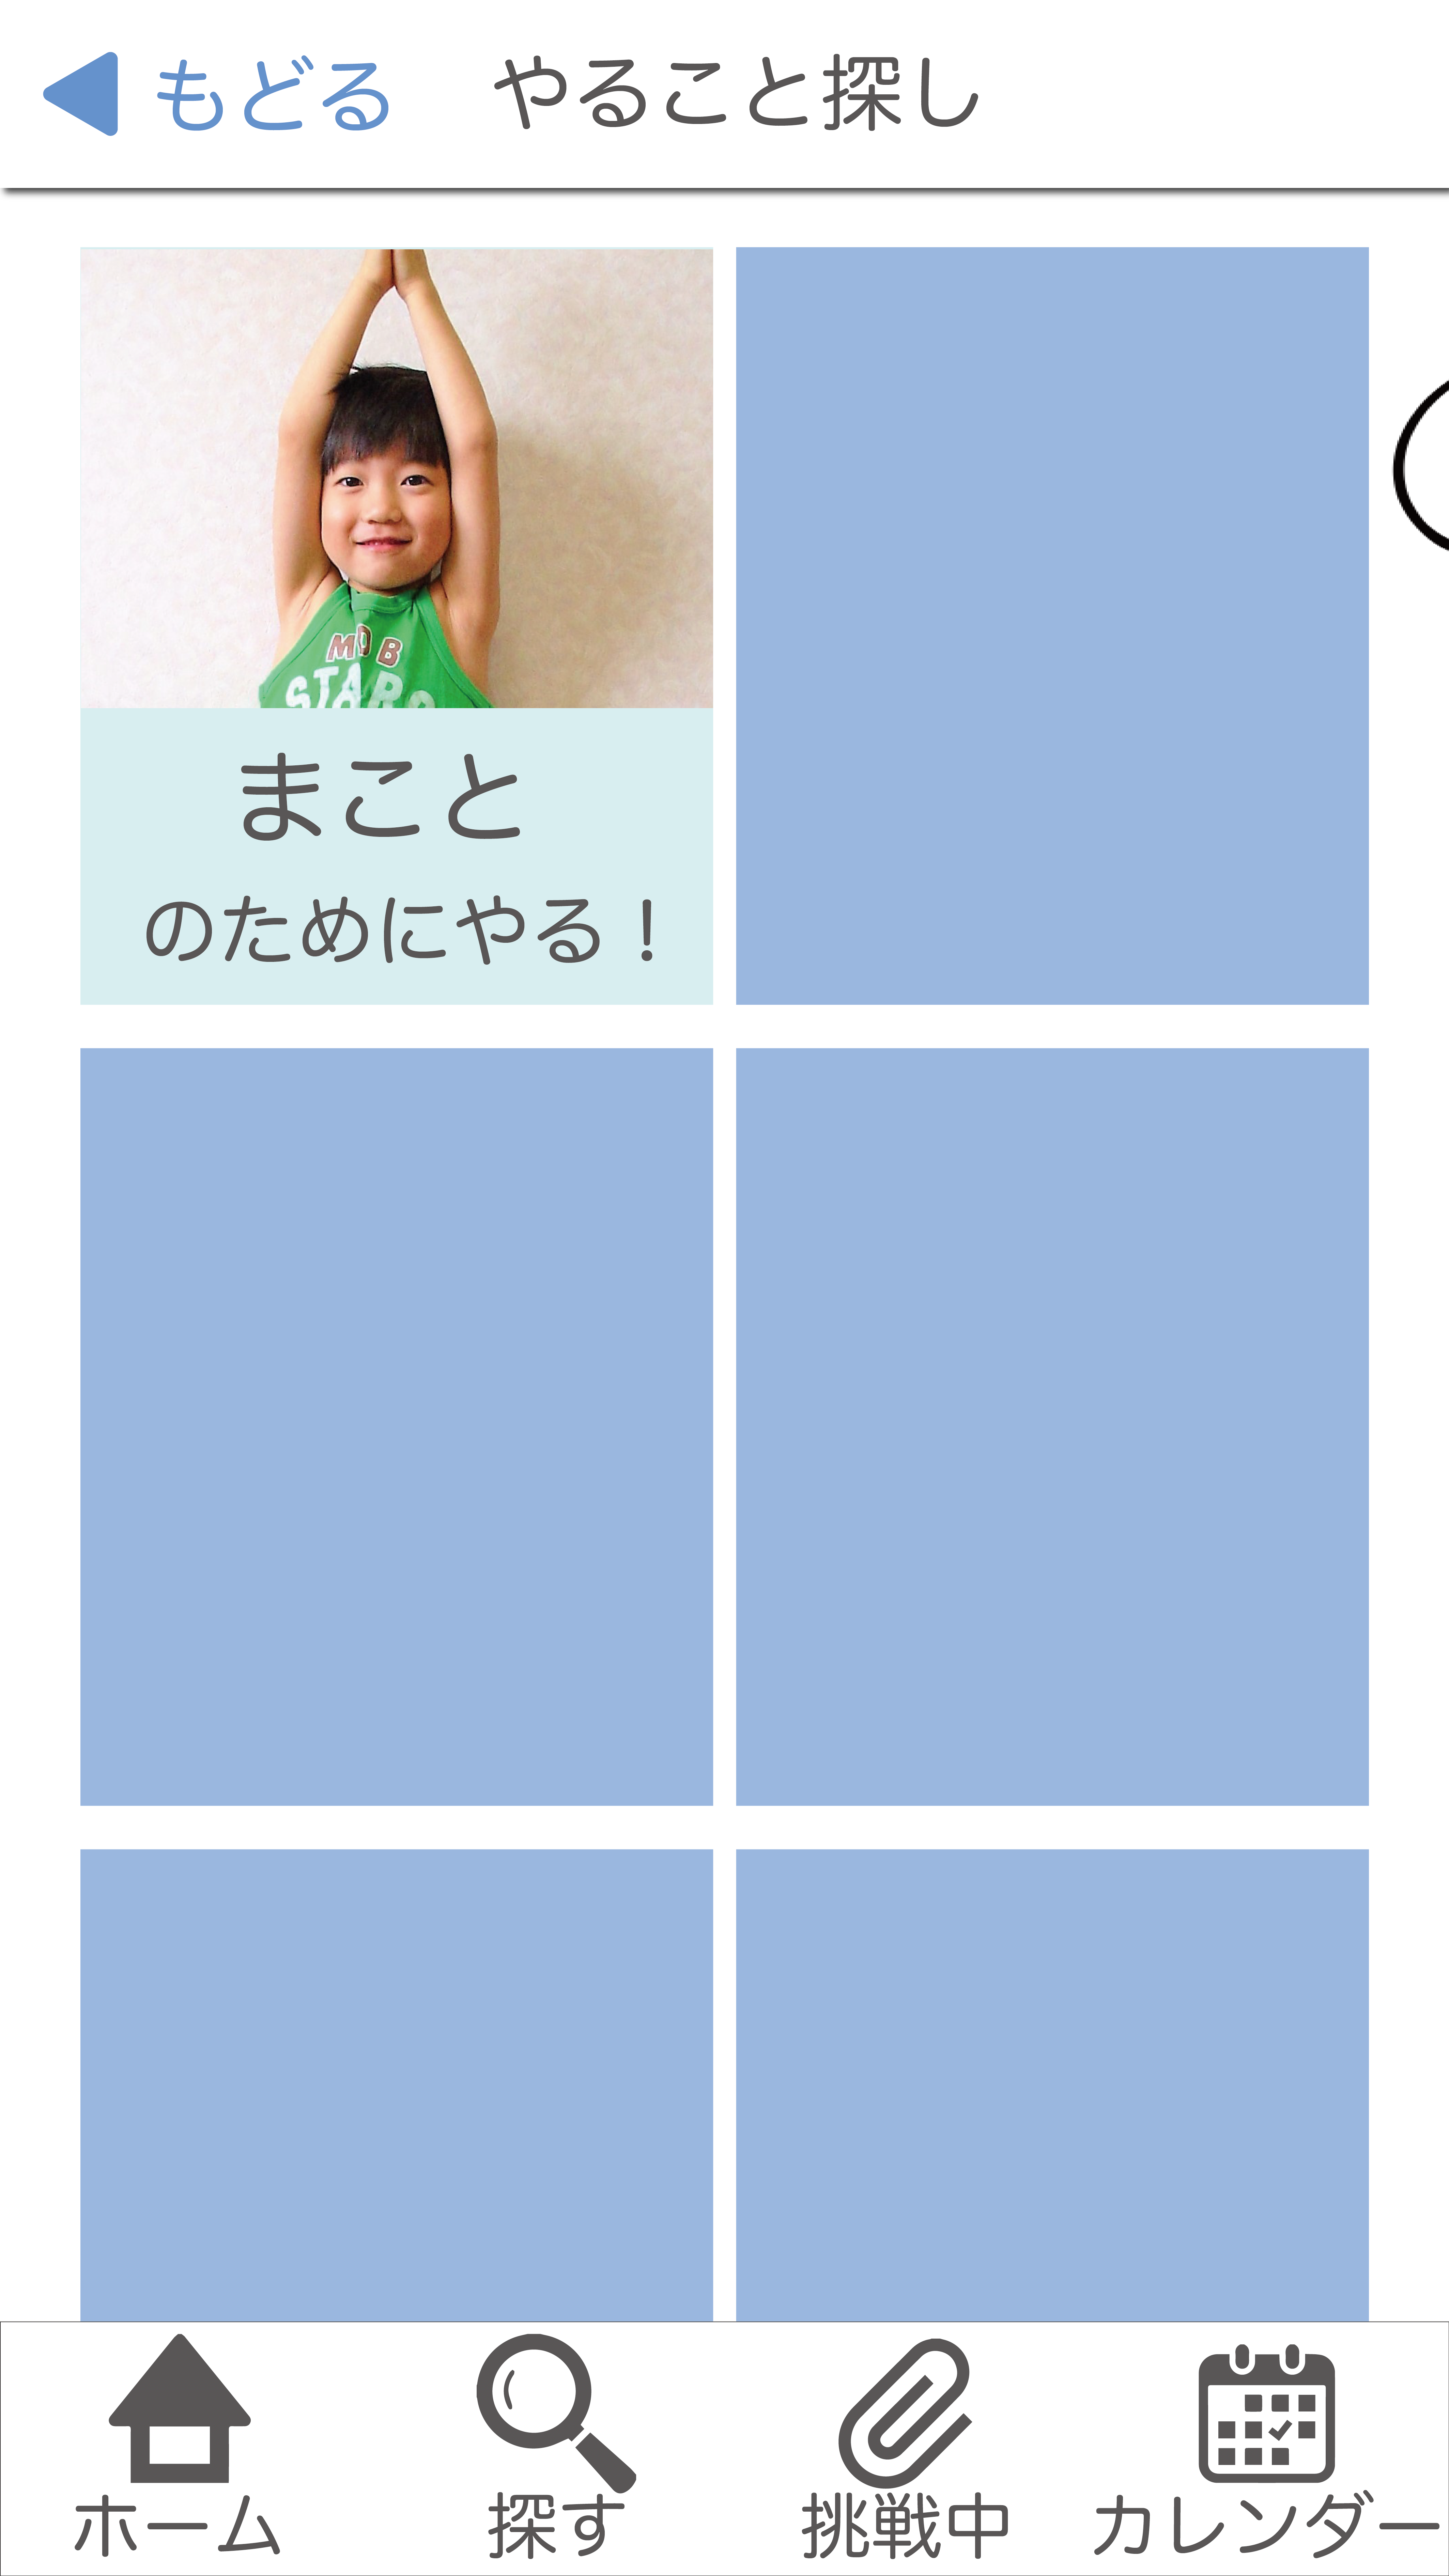 もどる やること探し
MOB
STARS
まこと
のためにやる！
ホーム 探す 挑戦中 カレンダー